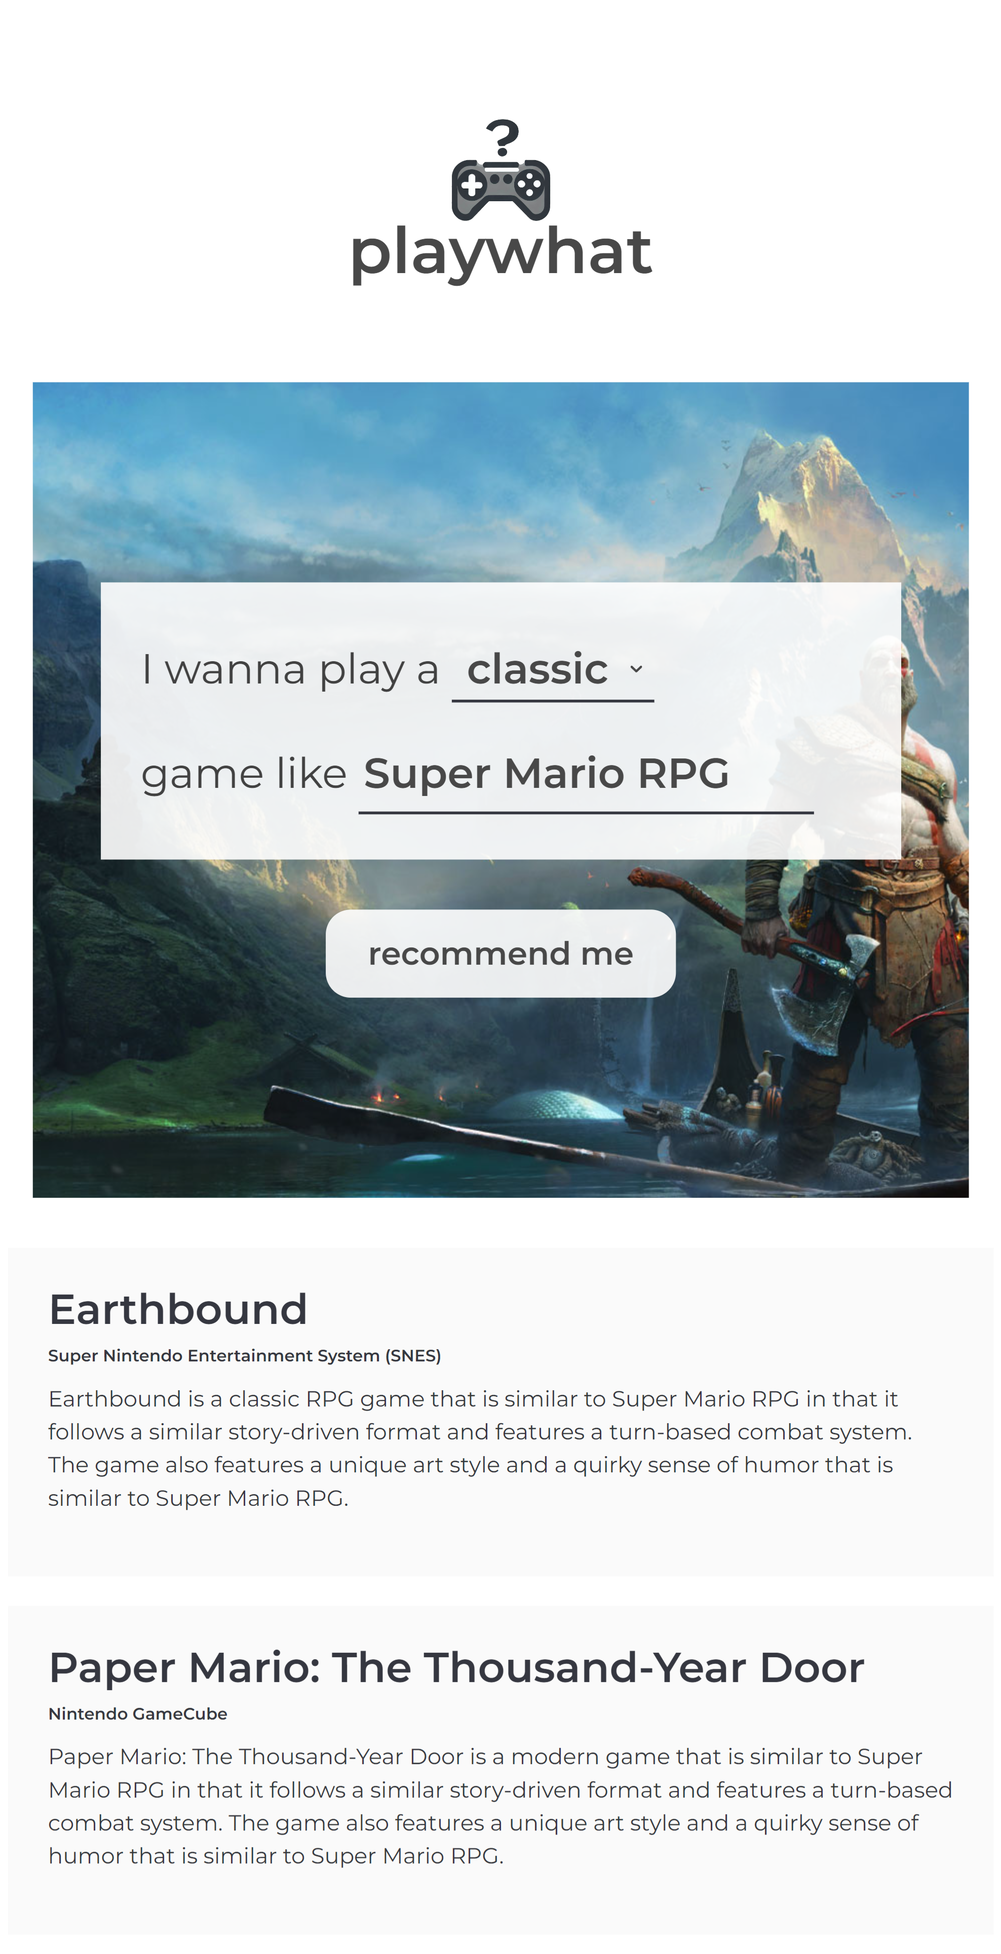 ?
playwhat
I wanna play a classic
game like Super Mario RPG
recommend me
Earthbound
Super Nintendo Entertainment System (SNES)
Earthbound is a classic RPG game that is similar to Super Mario RPG in that it
follows a similar story-driven format and features a turn-based combat system.
The game also features a unique art style and a quirky sense of humor that is
similar to Super Mario RPG.
Paper Mario: The Thousand-Year Door
Nintendo GameCube
Paper Mario: The Thousand-Year Door is a modern game that is similar to Super
Mario RPG in that it follows a similar story-driven format and features a turn-based
combat system. The game also features a unique art style and a quirky sense of
humor that is similar to Super Mario RPG.